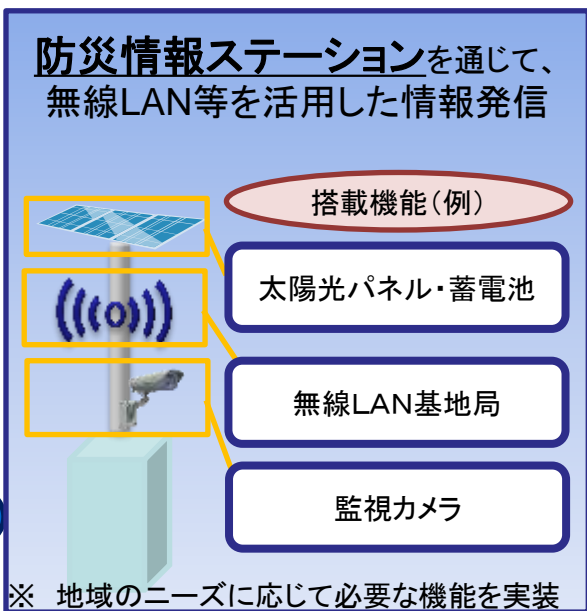 防災情報ステーションを通じて、
無線LAN等を活用した情報発信
搭載機能(例)
太陽光パネル・蓄電池
無線LAN基地局
監視カメラ
※ 地域のニーズに応じて必要な機能を実装